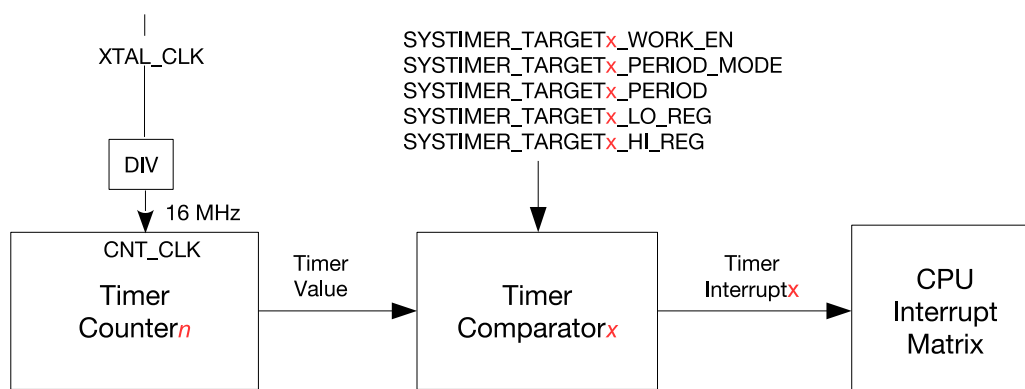 XTAL_CLK
DIV
16 MHz
CNT_CLK
Timer
Countern
Timer
Value
SYSTIMER_TARGETx_WORK_EN
SYSTIMER_TARGETx_PERIOD_MODE
SYSTIMER_TARGETx_PERIOD
SYSTIMER_TARGETx_LO_REG
SYSTIMER_TARGETx_HI_REG
Timer
Comparatorx
Timer
Interruptx
CPU
Interrupt
Matrix